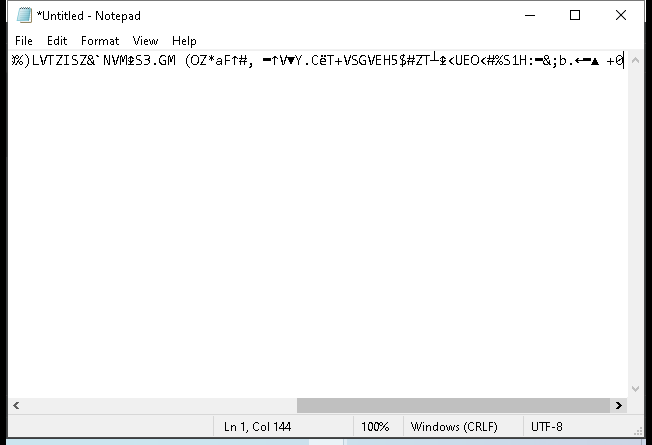 *Untitled - Notepad
File Edit Format View Help
%)LVTZISZ&`NVM↨S3.GM (OZ*aF↑#, ▬↑V▼Y.CëT+VSGVEH5$#ZT┴↨<UEO<#%S1H:▬&;b.←▬▲ +0
Ln 1, Col 144 100% Windows (CRLF) UTF-8